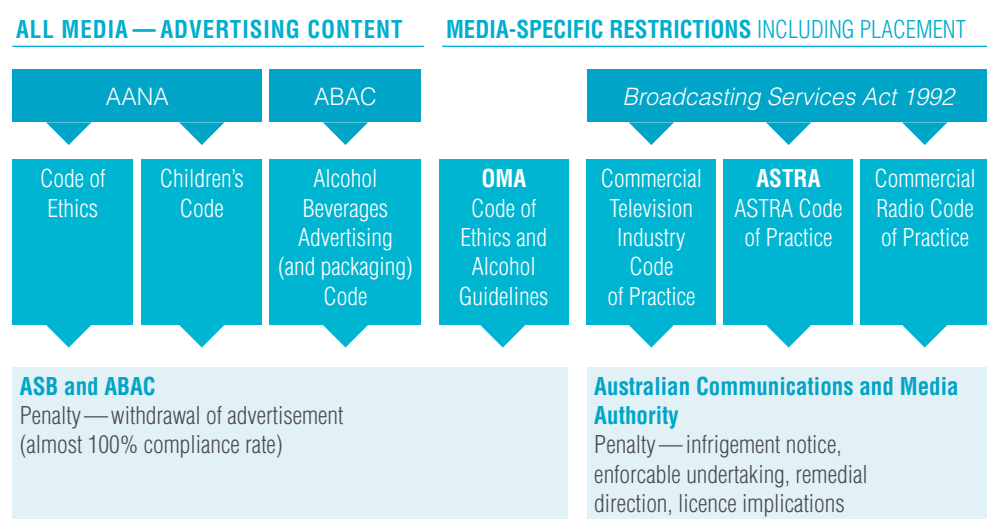 ALL MEDIA — ADVERTISING CONTENT
MEDIA-SPECIFIC RESTRICTIONS INCLUDING PLACEMENT
AANA
ABAC
Broadcasting Services Act 1992
Code of
Ethics
Children's
Code
Alcohol
Beverages
Advertising
(and packaging)
Code
OMA
Code of
Ethics and
Alcohol
Guidelines
Commercial
Television
Industry
Code
of Practice
ASTRA
ASTRA Code
of Practice
Commercial
Radio Code
of Practice
ASB and ABAC
Penalty — withdrawal of advertisement
(almost 100% compliance rate)
Australian Communications and Media
Authority
Penalty — infrigement notice,
enforcable undertaking, remedial
direction, licence implications